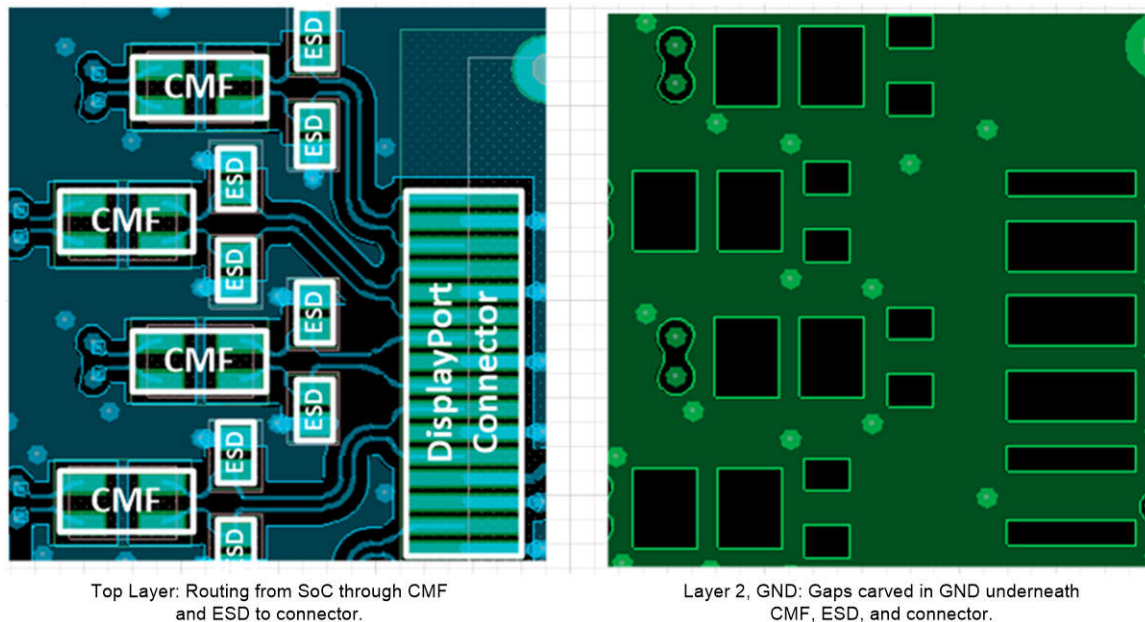 ESD
CMF
ESD
ESD
CMF
ESD
ESD
CMF
ESD
ESD
CMF
ESD
DisplayPort
Connector
Top Layer: Routing from SoC through CMF
and ESD to connector.
Layer 2, GND: Gaps carved in GND underneath
CMF, ESD, and connector.